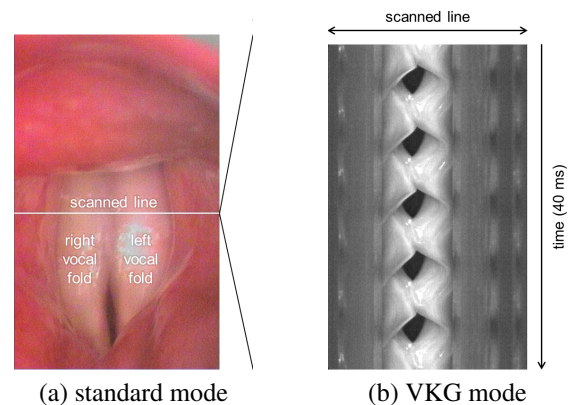 scanned line
scanned line
right
vocal
fold
left
vocal
fold
time (40 ms)
(a) standard mode
(b) VKG mode